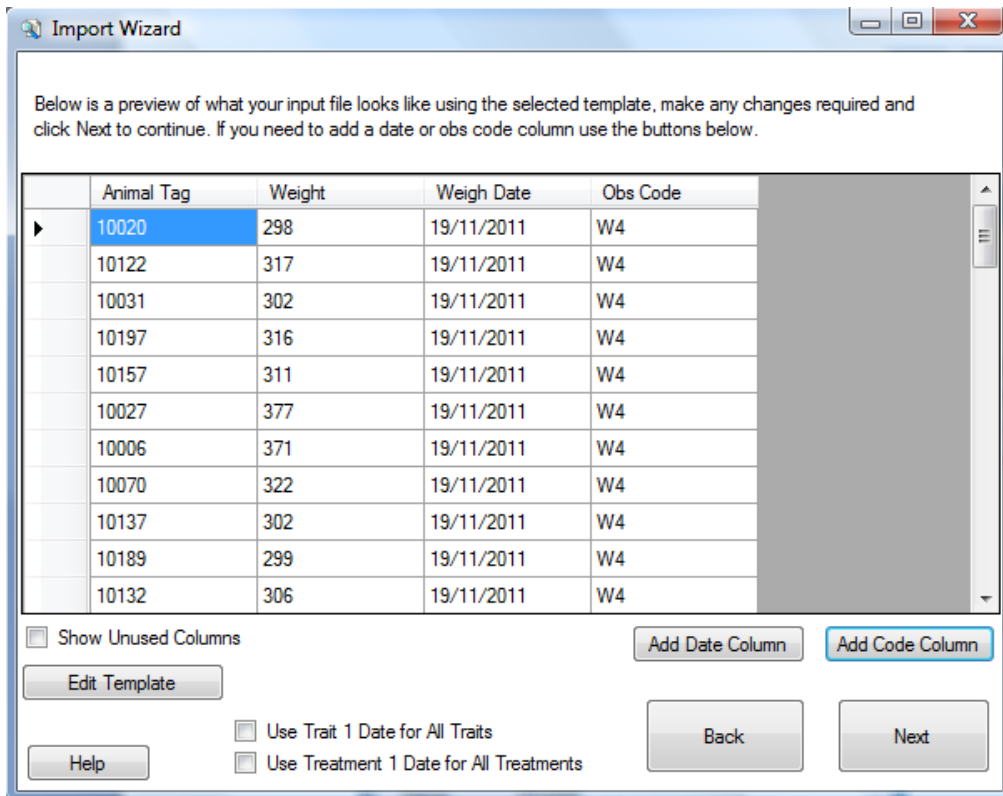 Import Wizard
Below is a preview of what your input file looks like using the selected template, make any changes required and
click Next to continue. If you need to add a date or obs code column use the buttons below.
Animal Tag Weight Weigh Date Obs Code
10020 298 19/11/2011 W4
10122 317 19/11/2011 W4
10031 302 19/11/2011 W4
10197 316 19/11/2011 W4
10157 311 19/11/2011 W4
10027 377 19/11/2011 W4
10006 371 19/11/2011 W4
10070 322 19/11/2011 W4
10137 302 19/11/2011 W4
10189 299 19/11/2011 W4
10132 306 19/11/2011 W4
Show Unused Columns Add Date Column Add Code Column
Edit Template
Use Trait 1 Date for All Traits Back Next
Help Use Treatment 1 Date for All Treatments